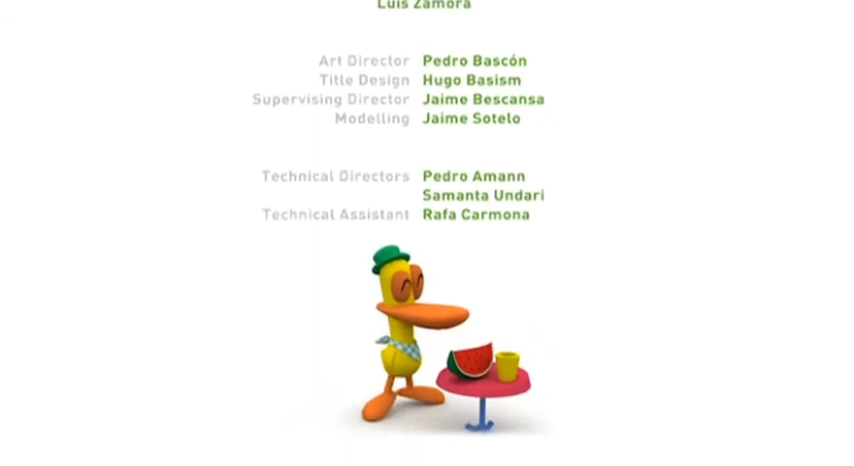 Luis Zamora
Art Director Pedro Bascón
Title Design Hugo Basism
Supervising Director Jaime Bescansa
Modelling Jaime Sotelo
Technical Directors Pedro Amann
Samanta Undari
Technical Assistant Rafa Carmona